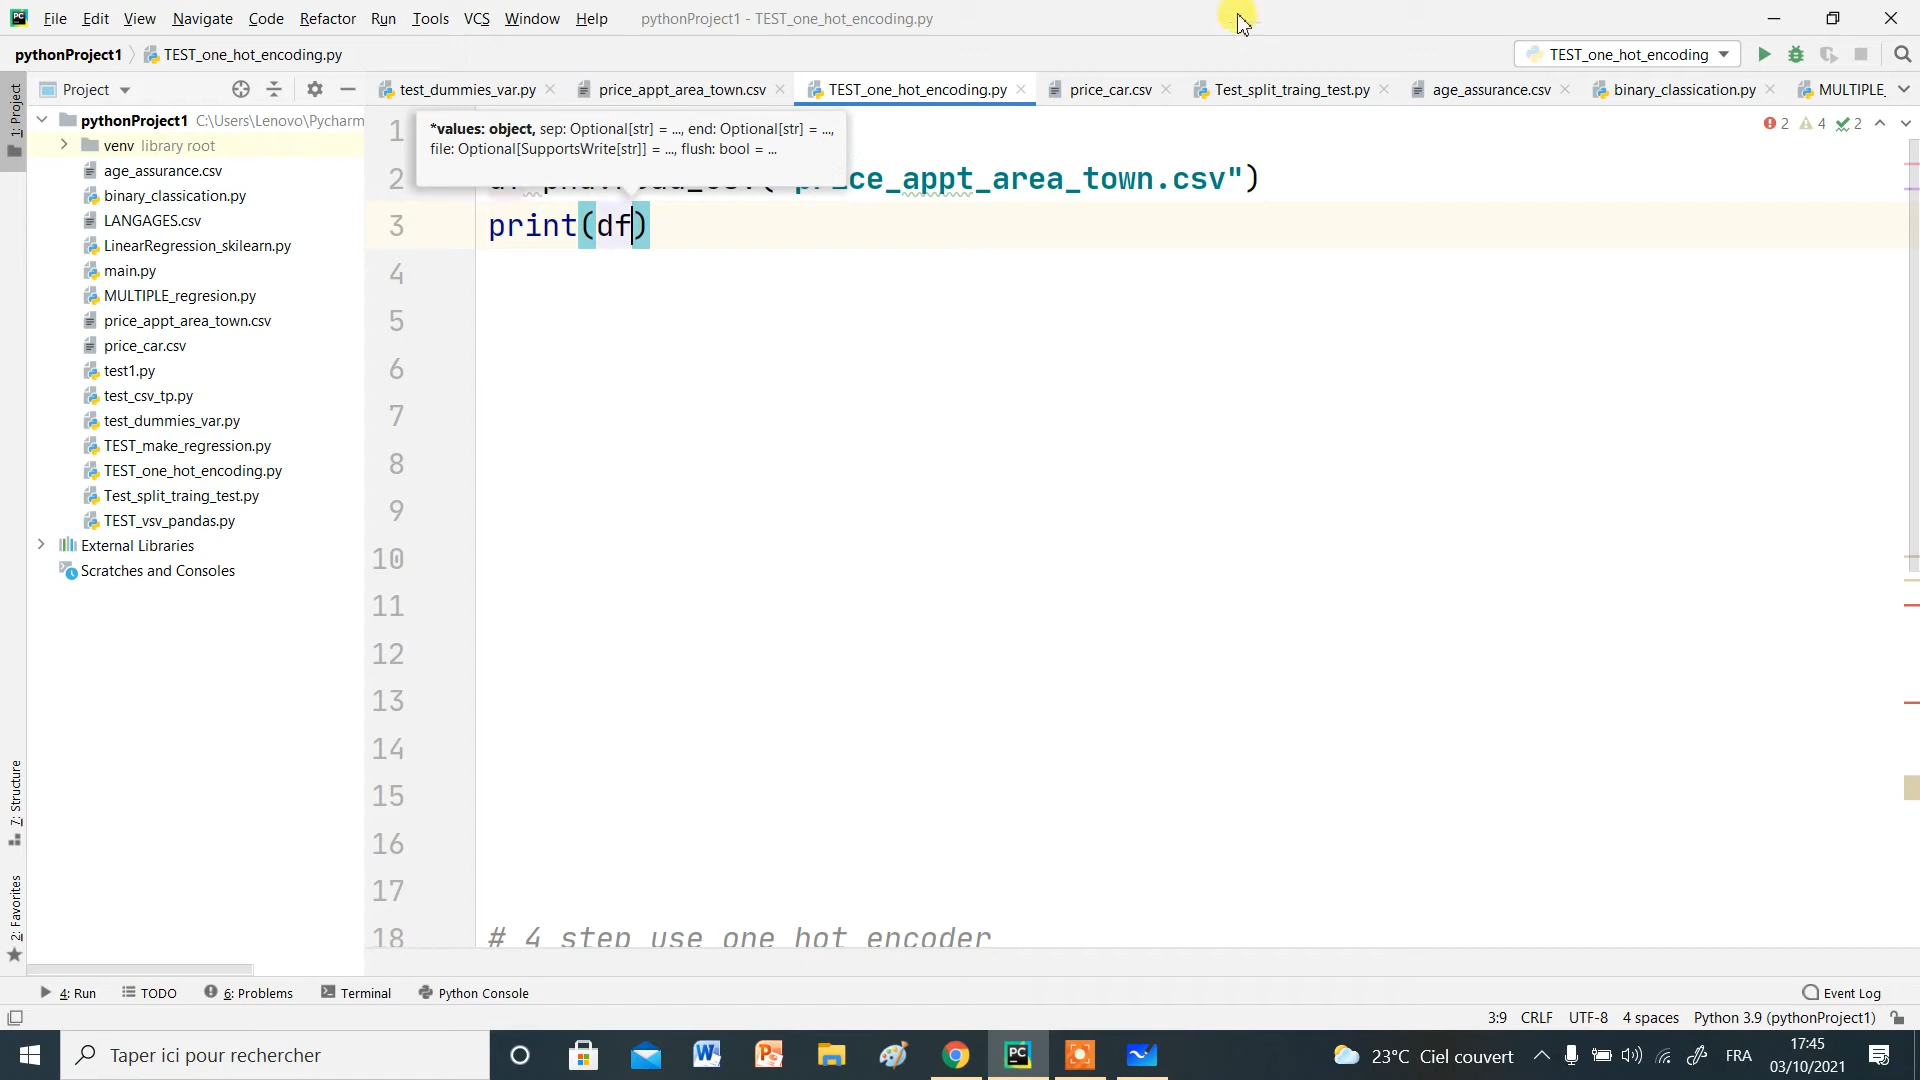 File Edit View Navigate Code Refactor Run Tools VCS Window Help pythonProject1 - TEST_one_hot_encoding.py
pythonProject1 TEST_one_hot_encoding.py TEST_one_hot_encoding
Project test_dummies_var.py price_appt_area_town.csv TEST_one_hot_encoding.py price_car.csv Test_split_traing_test.py age_assurance.csv binary_classication.py MULTIPLE_
1: Project
pythonProject1 C:\Users\Lenovo\Pycharm
venv library root
age_assurance.csv
binary_classication.py
LANGAGES.csv
LinearRegression_skilearn.py
main.py
MULTIPLE_regresion.py
price_appt_area_town.csv
price_car.csv
test1.py
test_csv_tp.py
test_dummies_var.py
TEST_make_regression.py
TEST_one_hot_encoding.py
Test_split_traing_test.py
TEST_vsv_pandas.py
External Libraries
Scratches and Consoles
7: Structure
2: Favorites
2 4 2
*values: object, sep: Optional[str] = ..., end: Optional[str] = ...,
file: Optional[SupportsWrite[str]] = ..., flush: bool = ...
1
2 ce_appt_area_town.csv")
3 print(df)
4
5
6
7
8
9
10
11
12
13
14
15
16
17
18 # 4 step use one hot encoder
4: Run TODO 6: Problems Terminal Python Console Event Log
3:9 CRLF UTF-8 4 spaces Python 3.9 (pythonProject1)
Taper ici pour rechercher 23°C Ciel couvert FRA 17:45
03/10/2021